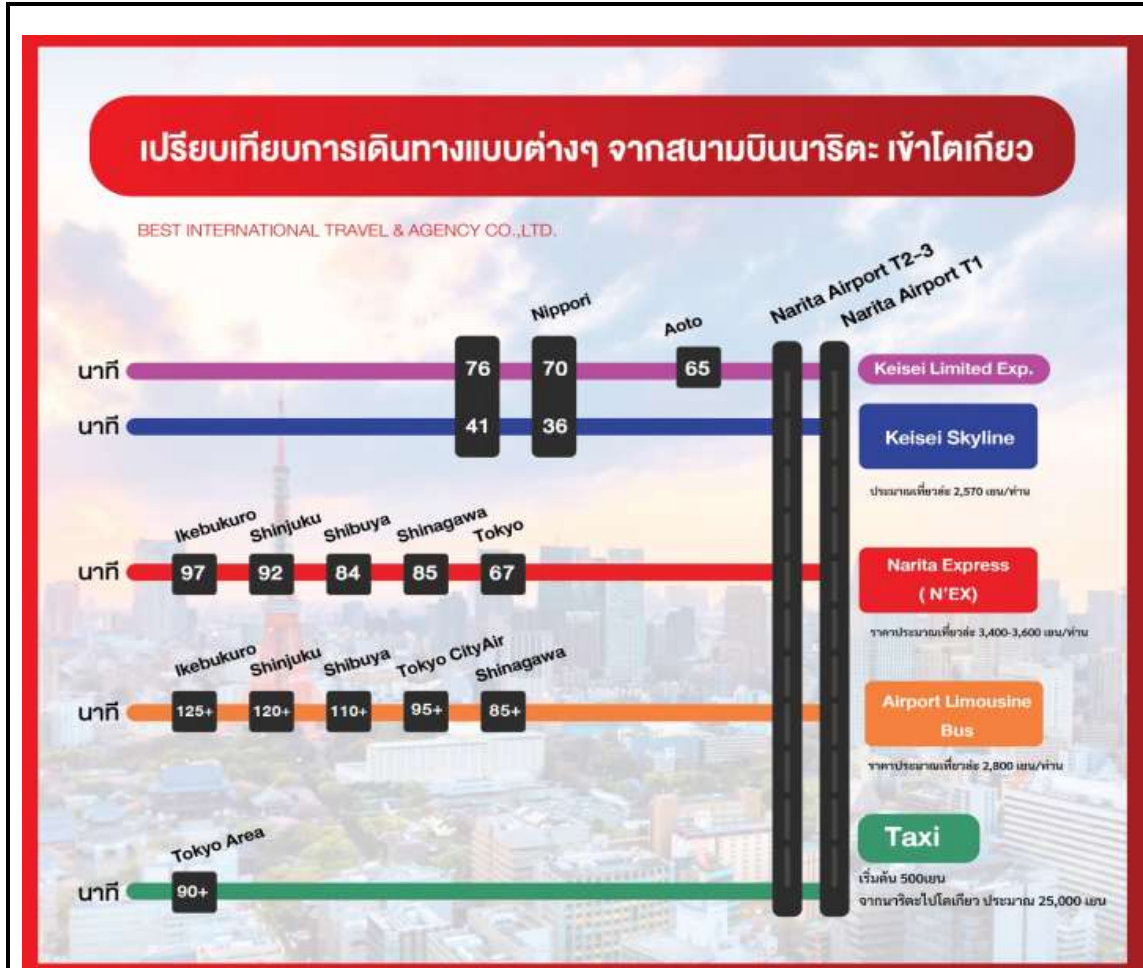 เปรียบเทียบการเดินทางแบบต่างๆ จากสนามบินนาริตะ เข้าโตเกียว
BEST INTERNATIONAL TRAVEL & AGENCY CO.,LTD.
Nippori
Aoto
Narita Airport T2-3
Narita Airport T1
นาที 76 70 65 Keisei Limited Exp.
นาที 41 36 Keisei Skyline
ประมาณเที่ยวล่ะ 2,570 เยน/ท่าน
Ikebukuro Shinjuku Shibuya Shinagawa Tokyo
นาที 97 92 84 85 67 Narita Express
( N'EX)
ราคาประมาณเที่ยวล่ะ 3,400-3,600 เยน/ท่าน
Ikebukuro Shinjuku Shibuya Tokyo CityAir Shinagawa
นาที 125+ 120+ 110+ 95+ 85+ Airport Limousine
Bus
ราคาประมาณเที่ยวล่ะ 2,800 เยน/ท่าน
Taxi
Tokyo Area
นาที 90+
เริ่มต้น 500เยน
จากนาริตะไปโตเกียว ประมาณ 25,000 เยน